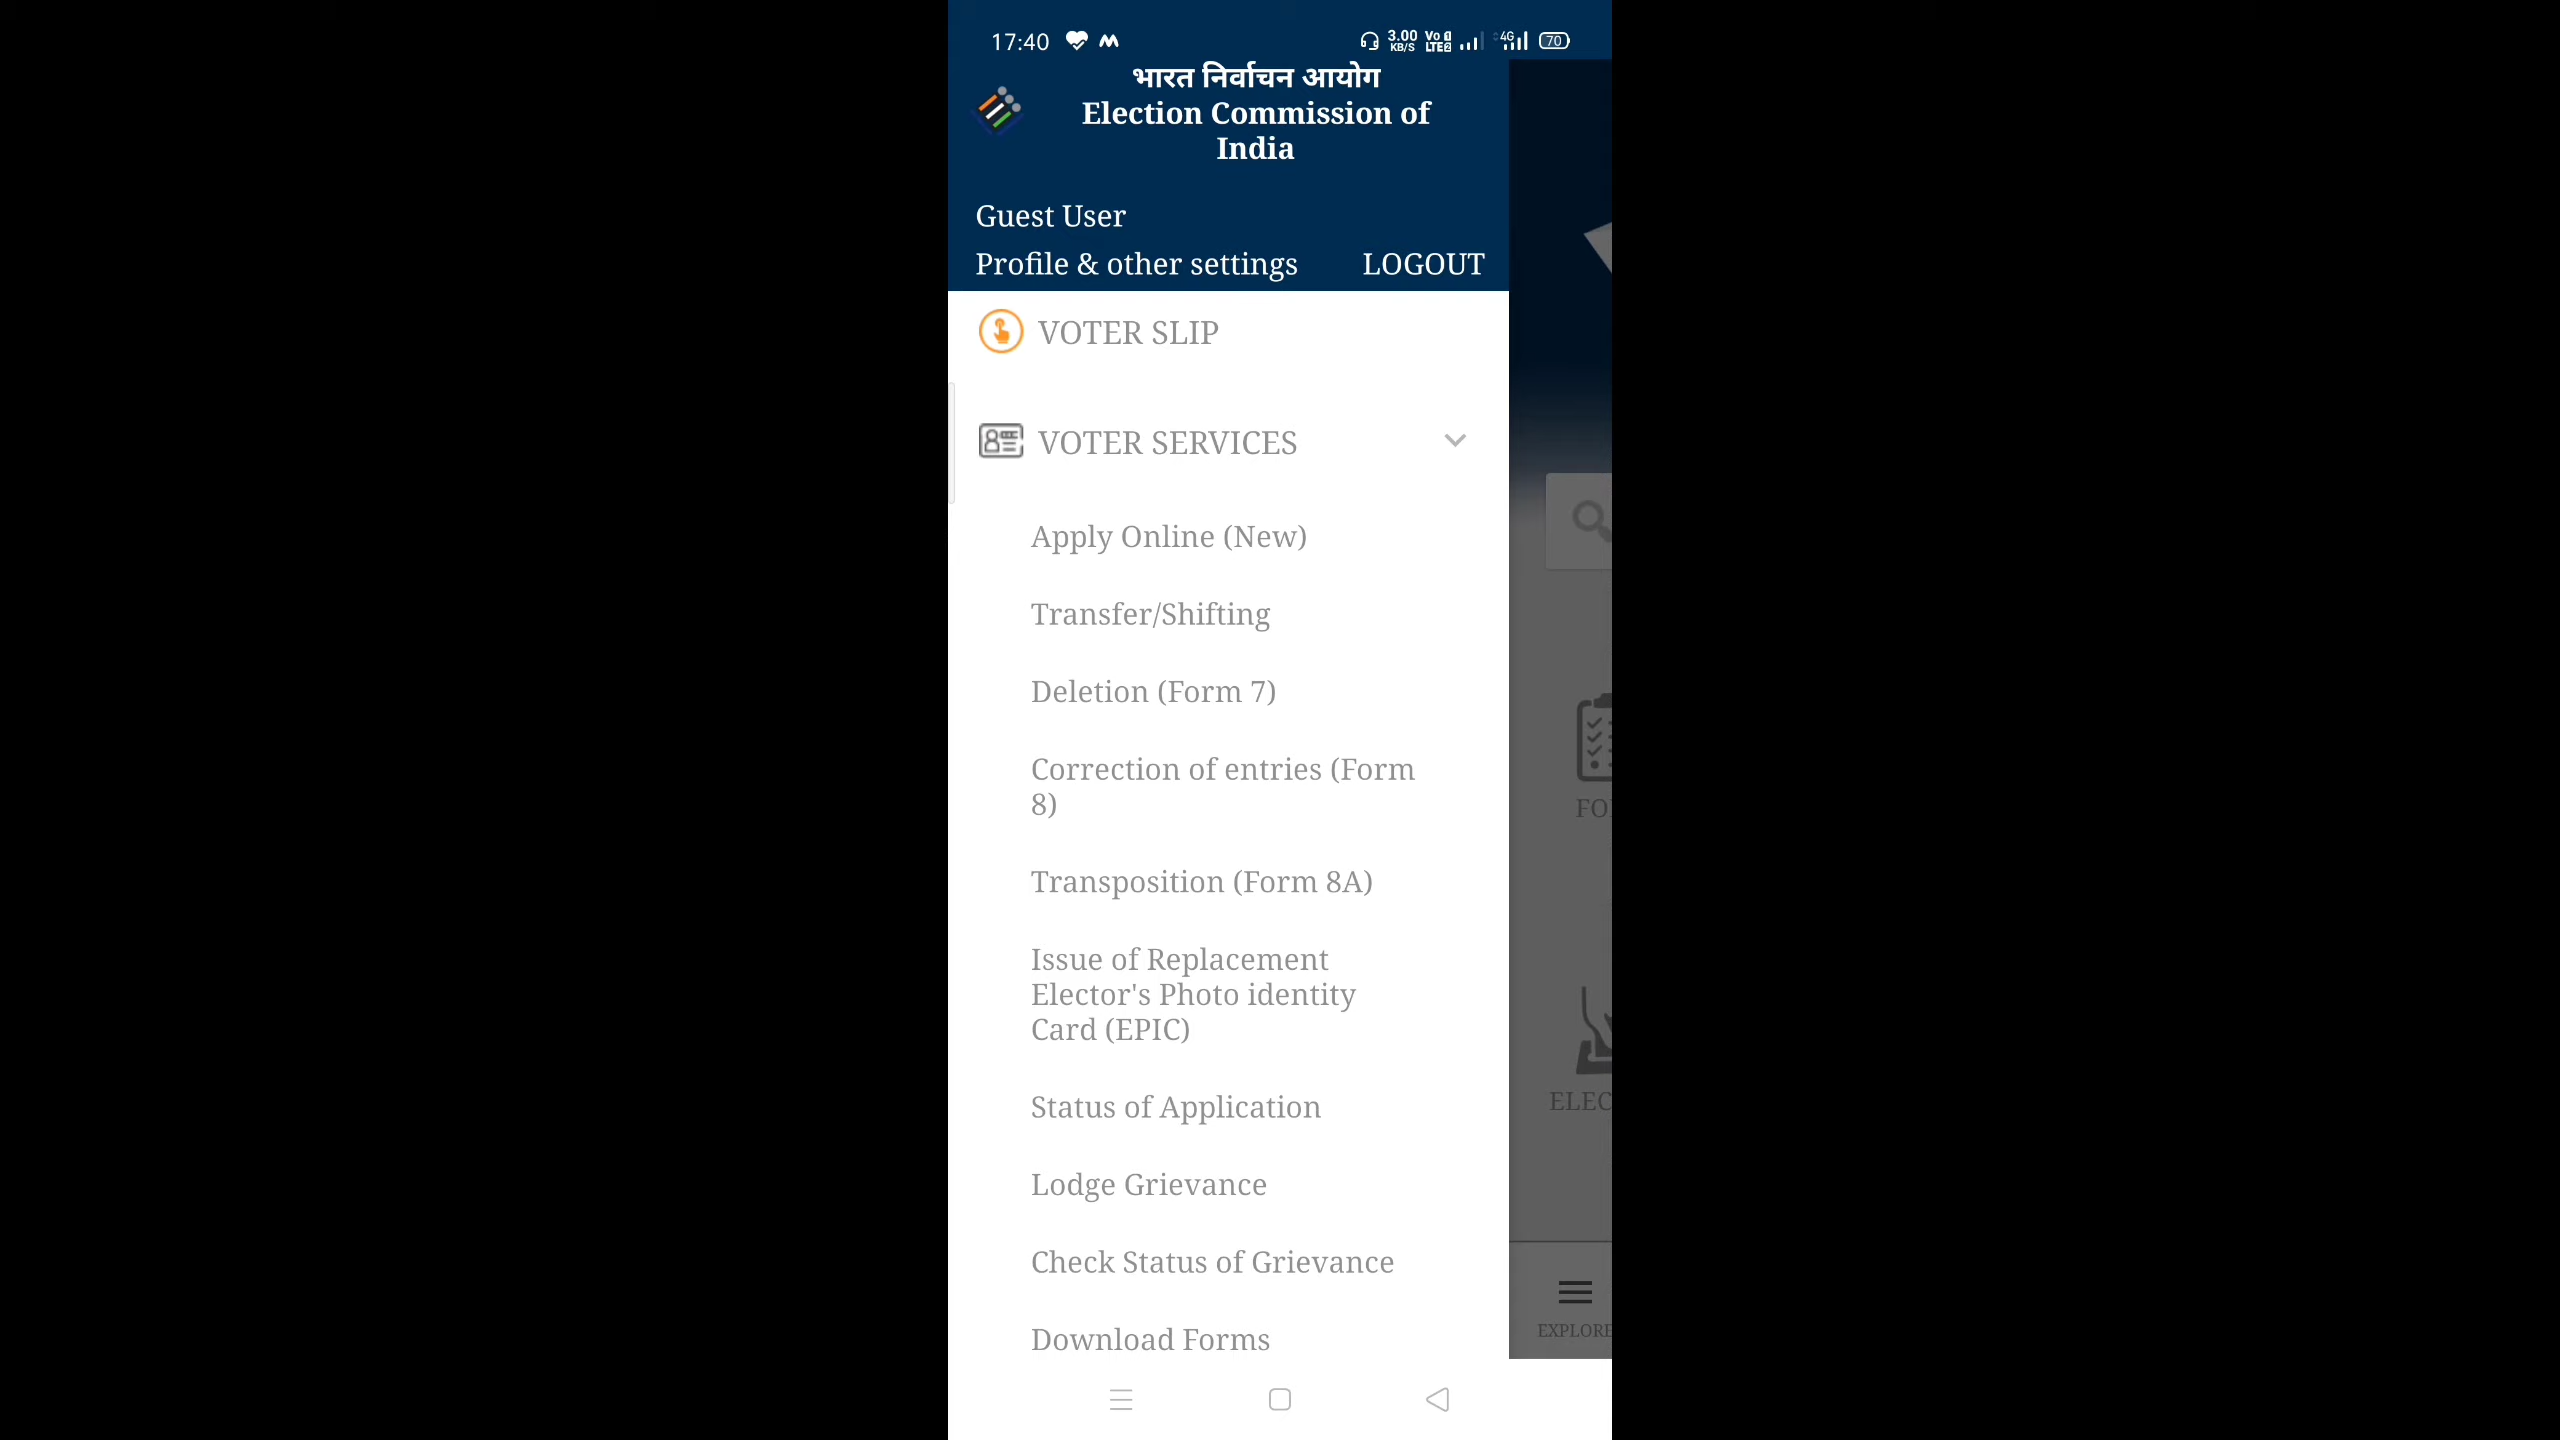 17:40
3.00 KB/S
Vo LTE2
4G
70
भारत निर्वाचन आयोग
Election Commission of
India
Guest User
Profile & other settings LOGOUT
VOTER SLIP
VOTER SERVICES
Apply Online (New)
Transfer/Shifting
Deletion (Form 7)
Correction of entries (Form
8)
Transposition (Form 8A)
Issue of Replacement
Elector's Photo identity
Card (EPIC)
Status of Application
Lodge Grievance
Check Status of Grievance
Download Forms
FO
ELEC
EXPLORE